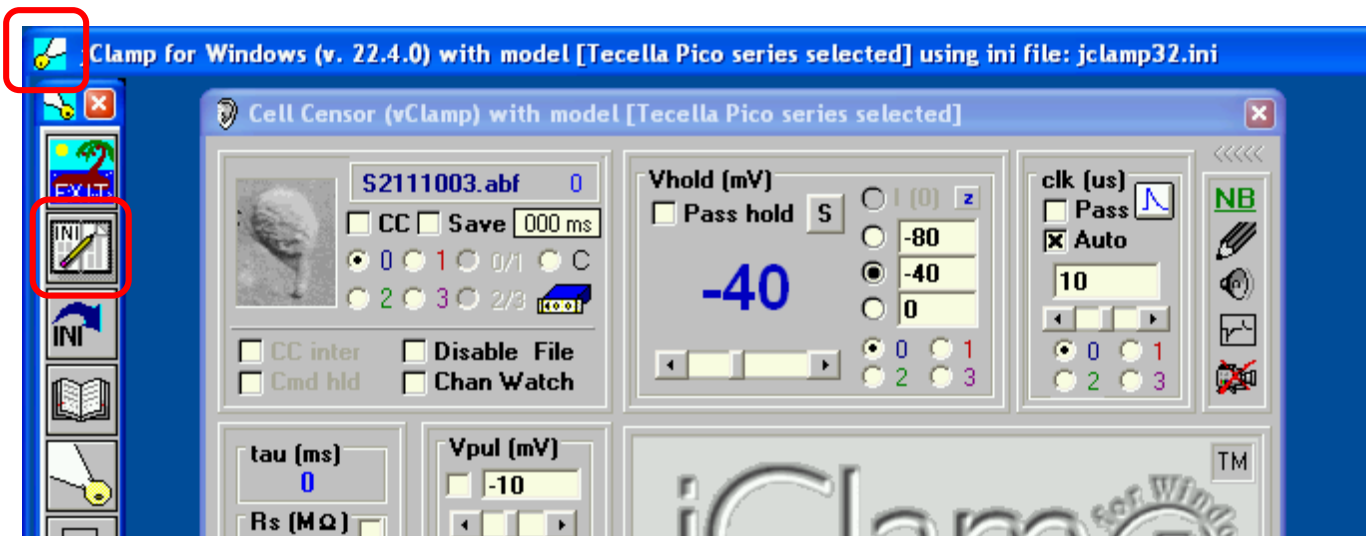 jClamp for Windows (v. 22.4.0) with model [Tecella Pico series selected] using ini file: jclamp32.ini
Cell Censor (vClamp) with model [Tecella Pico series selected]
EXIT
INI
INI
S2111003.abf 0
CC Save 000 ms
0 1 0/1 C
2 3 2/3
CC inter Disable File
Cmd hld Chan Watch
Vhold (mV)
Pass hold S
I (0) z
-80
-40
-40
0
0 1
2 3
clk (us)
Pass
Auto
10
0 1
2 3
<<<<<
NB
tau (ms)
0
Rs (MΩ)
Vpul (mV)
-10
jClamp
for Windows
TM